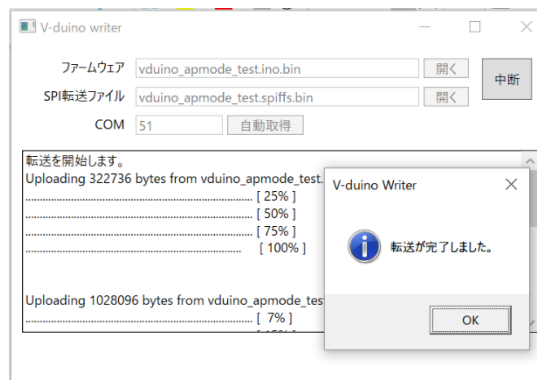 V-duino writer
ファームウェア vduino_apmode_test.ino.bin 開く 中断
SPI転送ファイル vduino_apmode_test.spiffs.bin 開く
COM 51 自動取得
転送を開始します。
Uploading 322736 bytes from vduino_apmode_test.
[ 25% ]
[ 50% ]
[ 75% ]
[ 100% ]
Uploading 1028096 bytes from vduino_apmode_tes
[ 7% ]
V-duino Writer
転送が完了しました。
OK